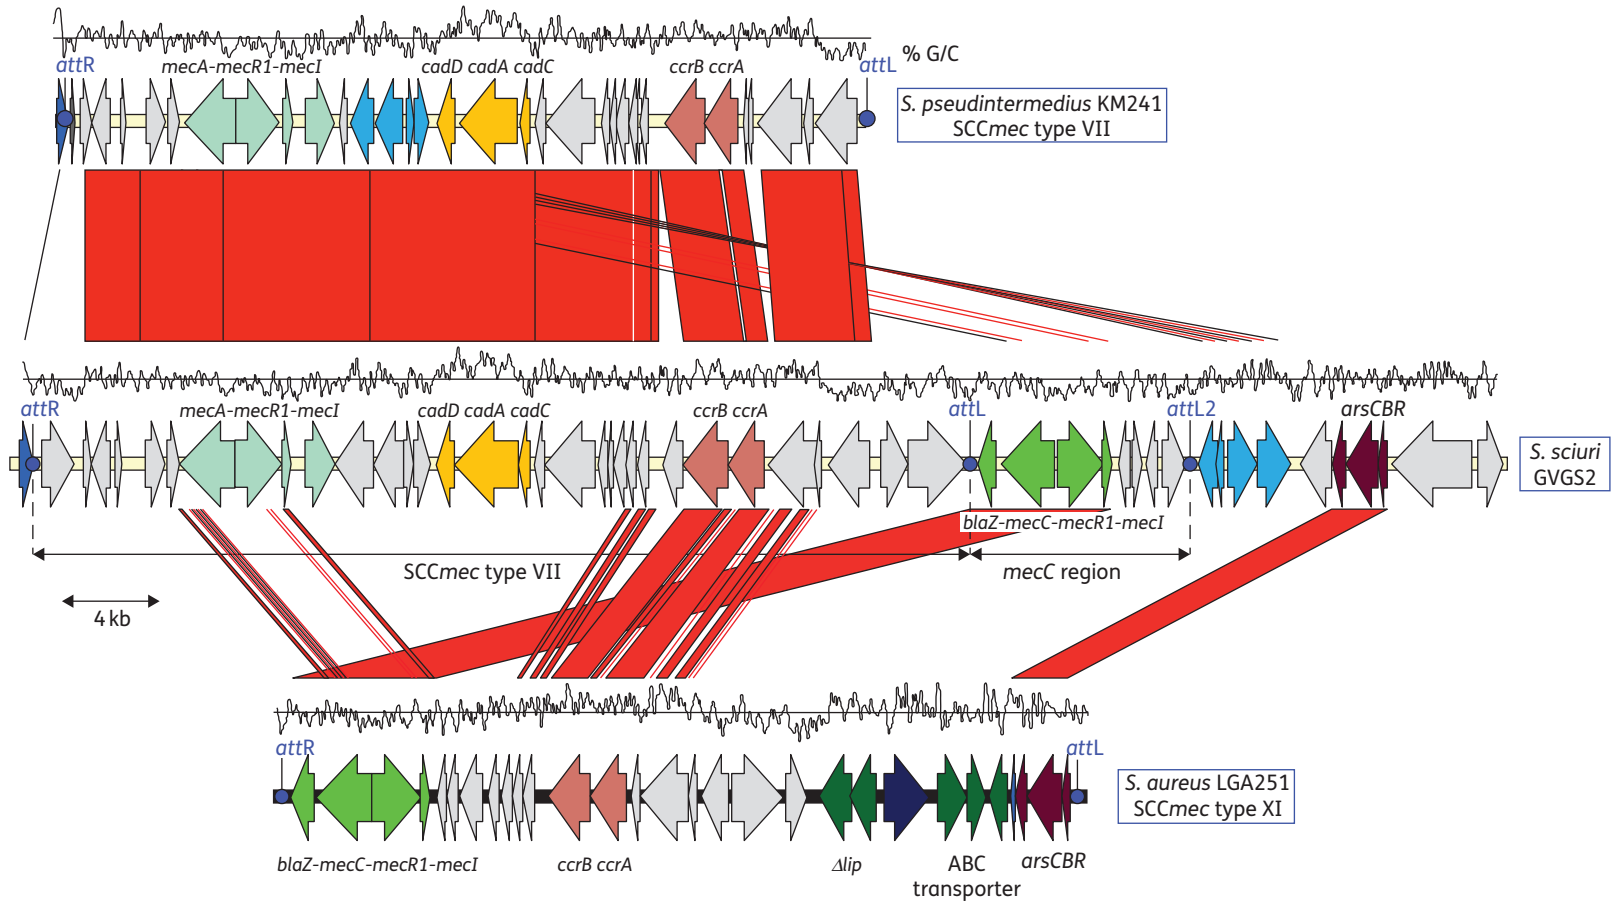 % G/C
attR
mecA-mecR1-mecI
cadD cadA cadC
ccrB ccrA
attL
S. pseudintermedius KM241
SCCmec type VII
attR
mecA-mecR1-mecI
cadD cadA cadC
ccrB ccrA
attL
attL2
arsCBR
S. sciuri
GVGS2
blaZ-mecC-mecR1-mecI
SCCmec type VII
mecC region
4 kb
attR
attL
S. aureus LGA251
SCCmec type XI
blaZ-mecC-mecR1-mecI
ccrB ccrA
Δlip
ABC
transporter
arsCBR